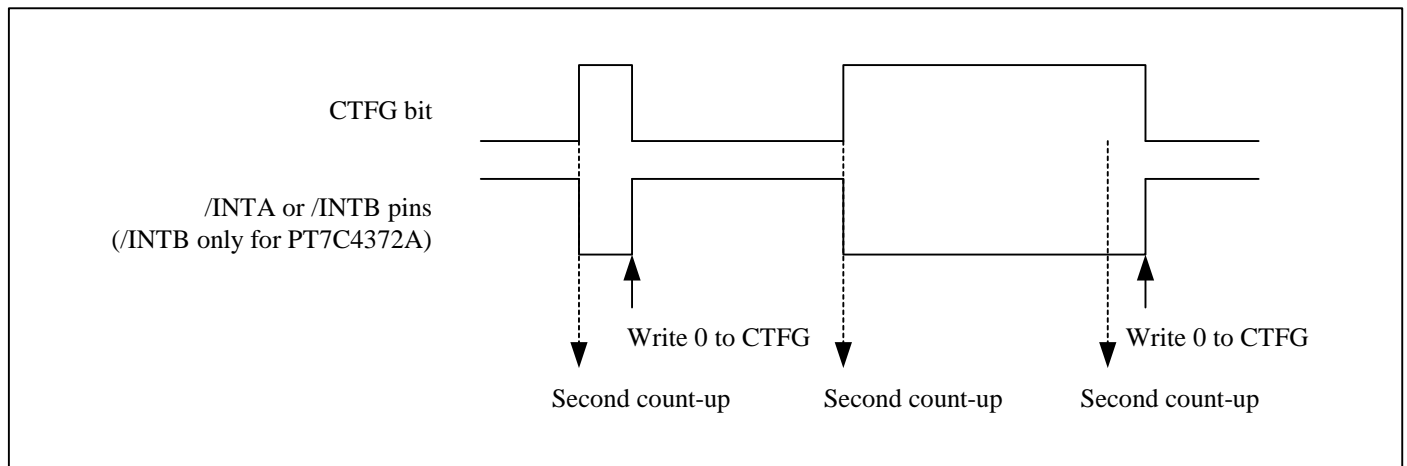 CTFG bit
/INTA or /INTB pins
(/INTB only for PT7C4372A)
Write 0 to CTFG
Write 0 to CTFG
Second count-up
Second count-up
Second count-up